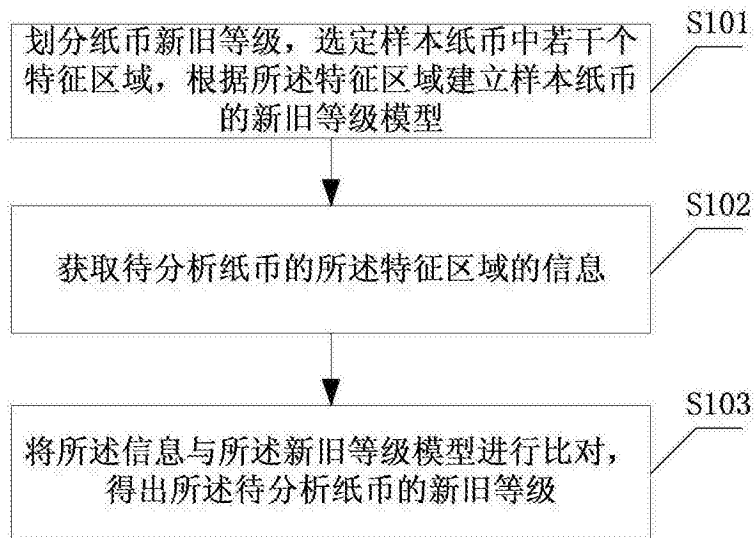 S101
划分纸币新旧等级，选定样本纸币中若干个
特征区域，根据所述特征区域建立样本纸币
的新旧等级模型
S102
获取待分析纸币的所述特征区域的信息
S103
将所述信息与所述新旧等级模型进行比对，
得出所述待分析纸币的新旧等级